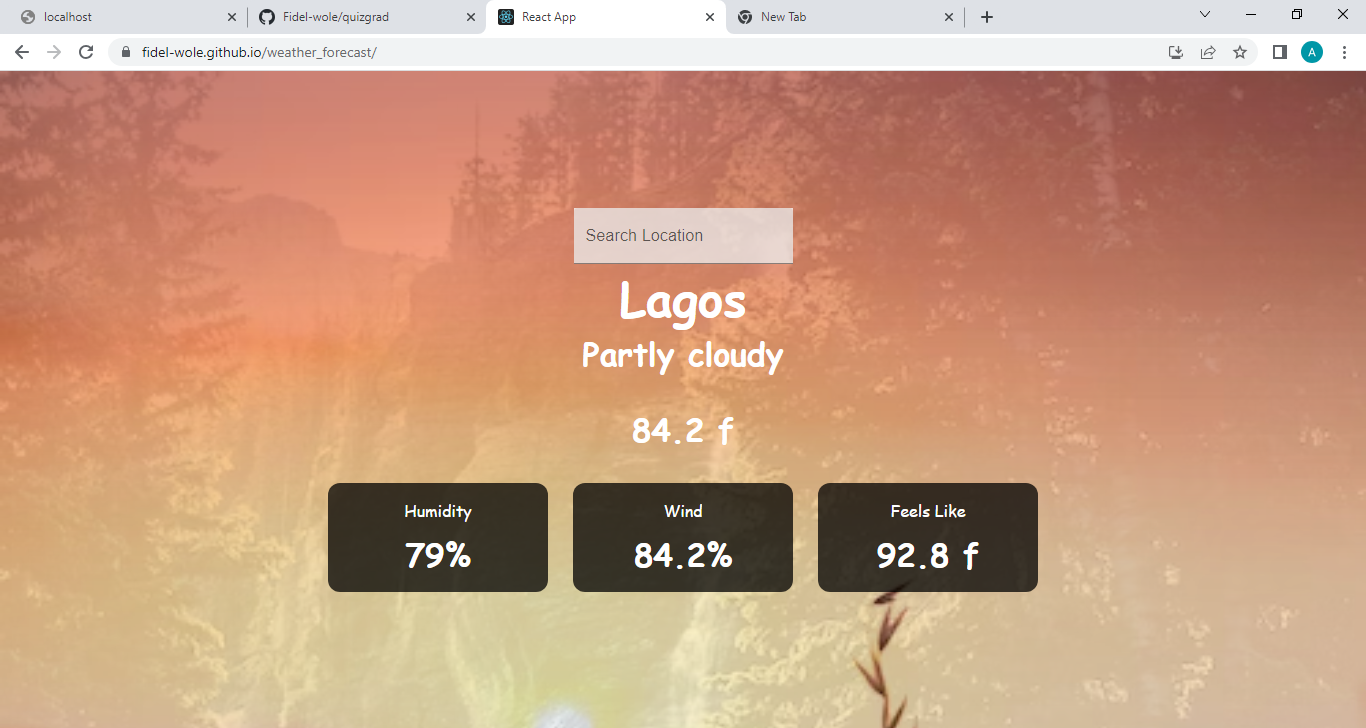 localhost
Fidel-wole/quizgrad
React App
New Tab
fidel-wole.github.io/weather_forecast/
A
Search Location
Lagos
Partly cloudy
84.2 f
Humidity
79%
Wind
84.2%
Feels Like
92.8 f